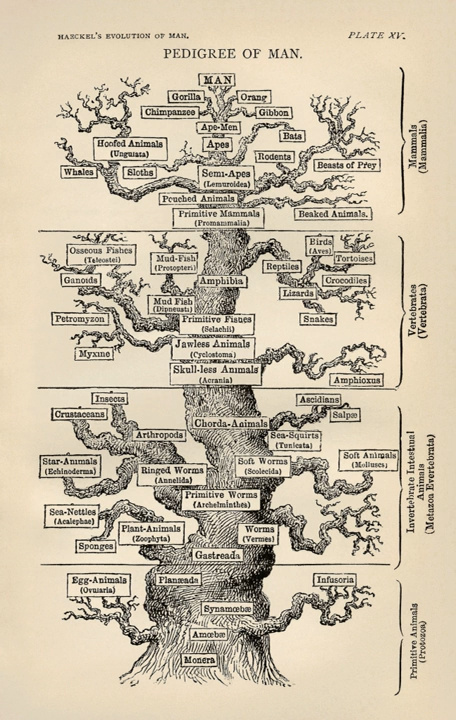 HAECKEL'S EVOLUTION OF MAN.
PLATE XV.
PEDIGREE OF MAN.
MAN
Gorilla
Orang
Chimpanzee
Gibbon
Ape-Men
Bats
Apes
Hoofed Animals
(Ungulata)
Rodents
Beasts of Prey
Whales
Sloths
Semi-Apes
(Lemuroidea)
Pouched Animals
Primitive Mammals
(Promammalia)
Beaked Animals.
Mammals
(Mammalia)
Osseous Fishes
(Teleostei)
Mud-Fish
(Protopteri)
Birds
(Aves)
Tortoises
Reptiles
Ganoids
Amphibia
Crocodiles
Lizards
Mud Fish
(Dipneusti)
Petromyzon
Primitive Fishes
(Selachii)
Snakes
Myxine
Jawless Animals
(Cyclostoma)
Skull-less Animals
(Acrania)
Amphioxus
Vertebrates
(Vertebrata)
Insects
Ascidians
Crustaceans
Salpæ
Chorda-Animals
Arthropods
Sea-Squirts
(Tunicata)
Star-Animals
(Echinoderma)
Ringed Worms
(Annelida)
Soft Worms
(Scolecida)
Soft Animals
(Molluscs)
Primitive Worms
(Archelminthes)
Sea-Nettles
(Acalephae)
Plant-Animals
(Zoophyta)
Worms
(Vermes)
Sponges
Gastreada
Invertebrate Intestinal
Animals
(Metazoa Evertebrata)
Egg-Animals
(Ovularia)
Planæada
Infusoria
Synamœbæ
Amœbæ
Monera
Primitive Animals
(Protozoa)